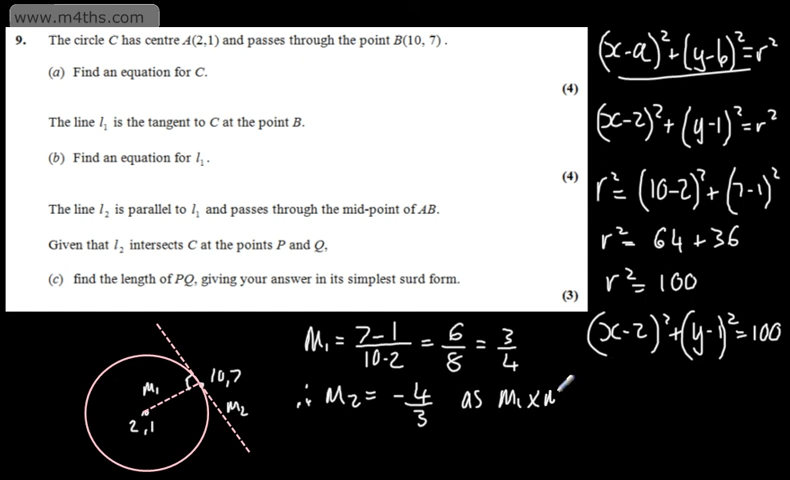 www.m4ths.com
9. The circle C has centre A(2,1) and passes through the point B(10, 7) .
(a) Find an equation for C.
(4)
The line l₁ is the tangent to C at the point B.
(b) Find an equation for l₁ .
(4)
The line l₂ is parallel to l₁ and passes through the mid-point of AB.
Given that l₂ intersects C at the points P and Q,
(c) find the length of PQ, giving your answer in its simplest surd form.
(3)
(x-a)²+(y-b)²=r²
(x-2)²+(y-1)²=r²
r²= (10-2)²+(7-1)²
r²= 64+36
r²= 100
(x-2)²+(y-1)²=100
M₁ = 7-1/10-2 = 6/8 = 3/4
∴ M₂ = -4/3 as M₁ x M
10,7
M₁
M₂
2,1